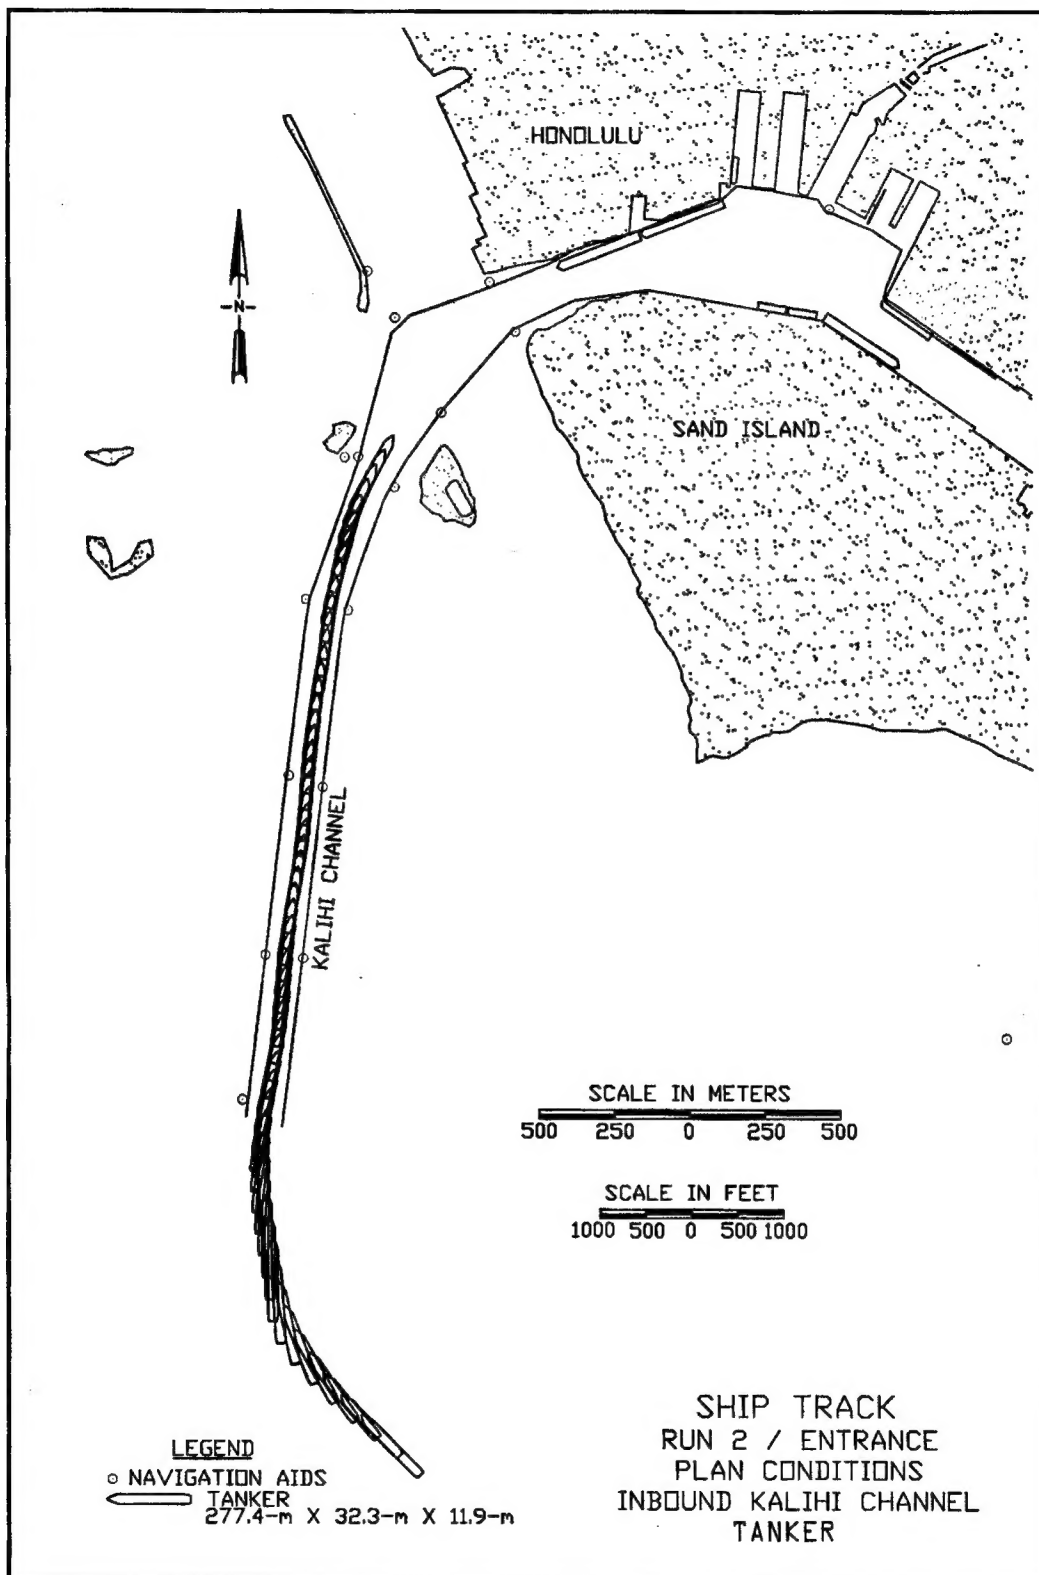 HONOLULU
N
SAND ISLAND
KALIHI CHANNEL
SCALE IN METERS
500 250 0 250 500
SCALE IN FEET
1000 500 0 500 1000
LEGEND
NAVIGATION AIDS
TANKER
277.4-m X 32.3-m X 11.9-m
SHIP TRACK
RUN 2 / ENTRANCE
PLAN CONDITIONS
INBOUND KALIHI CHANNEL
TANKER